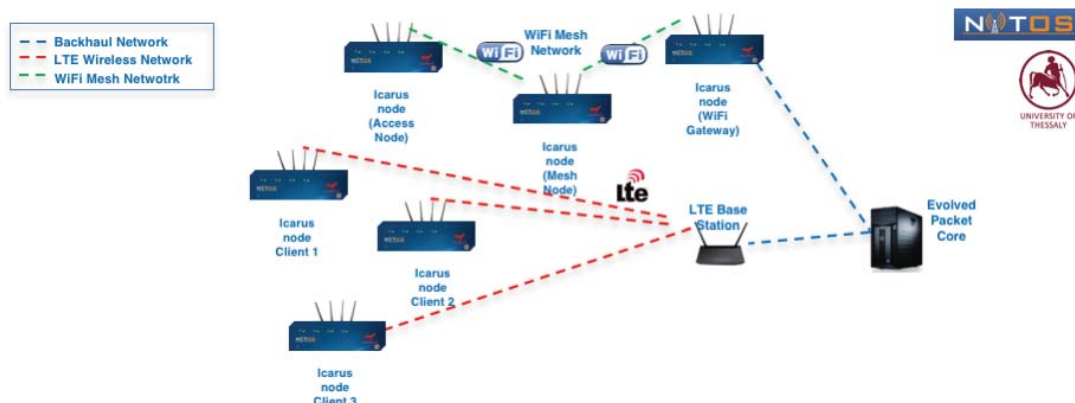 Backhaul Network
LTE Wireless Network
WiFi Mesh Netwotrk
WiFi Mesh
Network
WiFi
WiFi
NITOS
UNIVERSITY OF
THESSALY
Icarus
node
(Access
Node)
Icarus
node
(Mesh
Node)
Icarus
node
(WiFi
Gateway)
Lte
Icarus
node
Client 1
Icarus
node
Client 2
Icarus
node
Client 3
LTE Base
Station
Evolved
Packet
Core